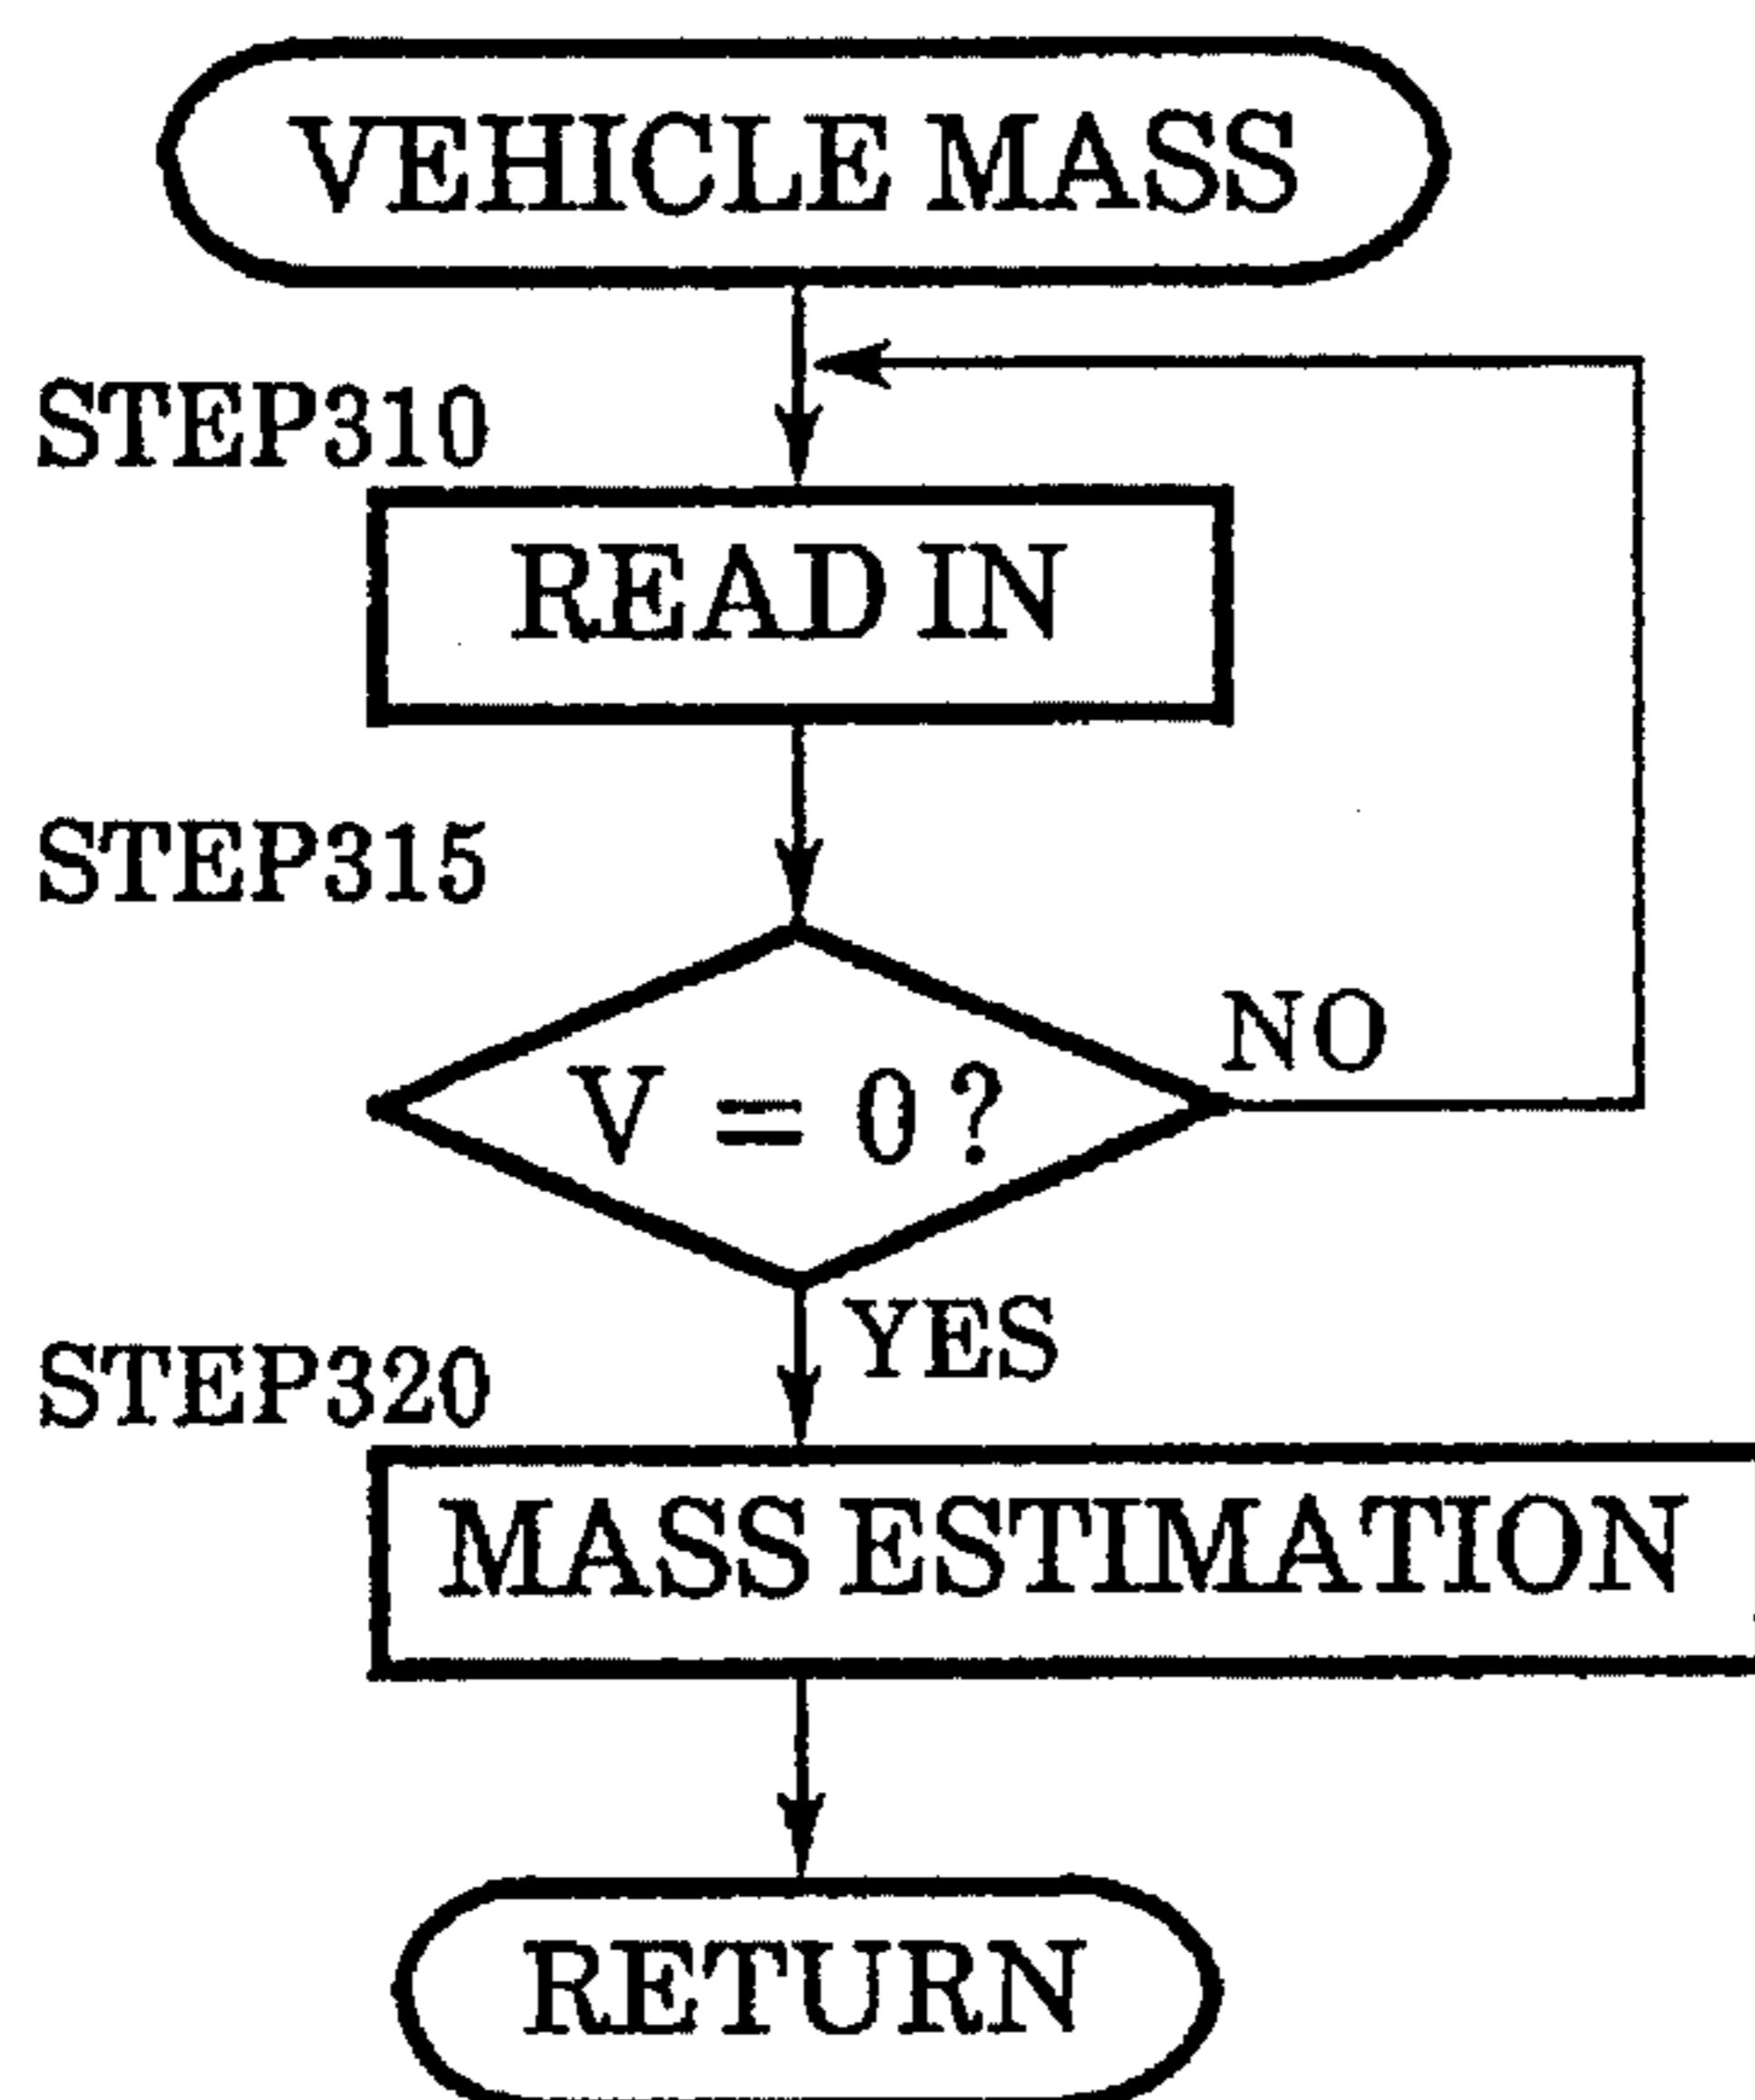 VEHICLE MASS
STEP310
READ IN
STEP315
NO
V = 0 ?
YES
STEP320
MASS ESTIMATION
RETURN